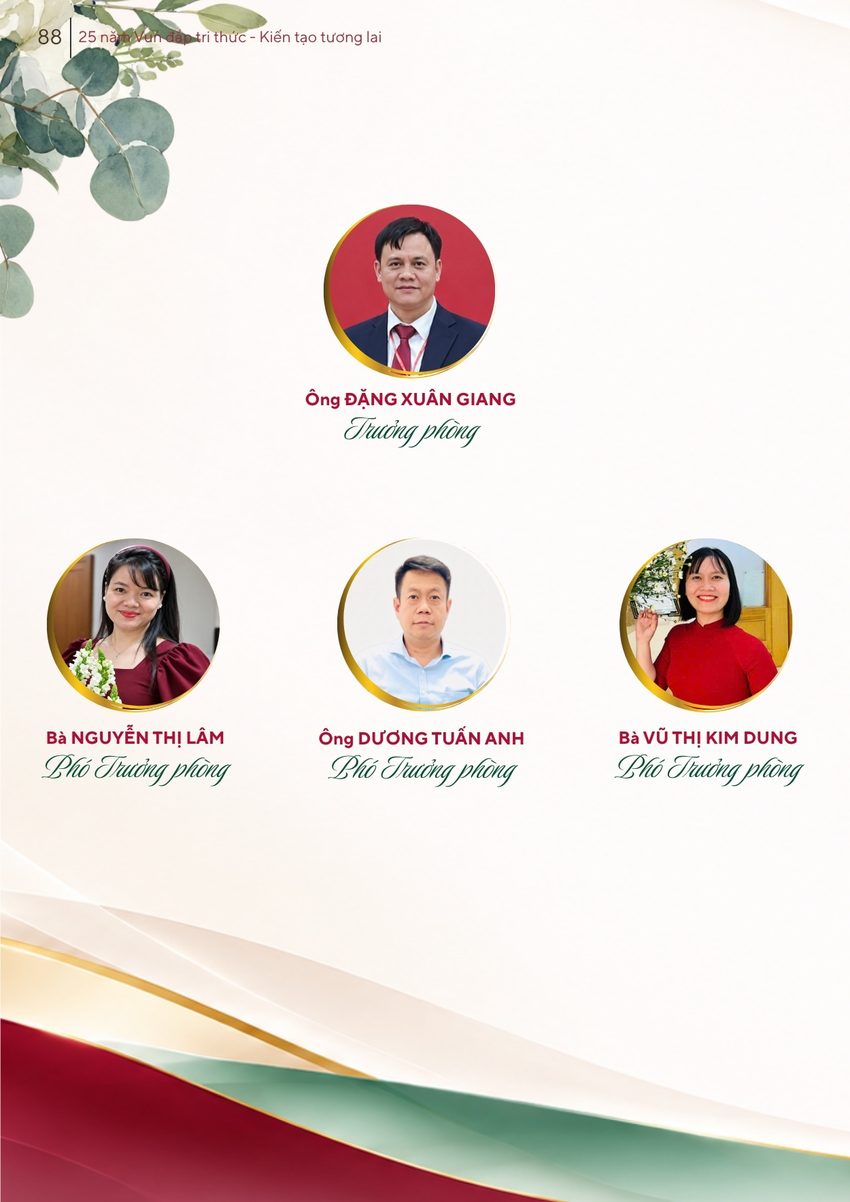 88
25 năm Vun đắp tri thức - Kiến tạo tương lai
Ông ĐẶNG XUÂN GIANG
Trưởng phòng
Bà NGUYỄN THỊ LÂM
Phó Trưởng phòng
Ông DƯƠNG TUẤN ANH
Phó Trưởng phòng
Bà VŨ THỊ KIM DUNG
Phó Trưởng phòng